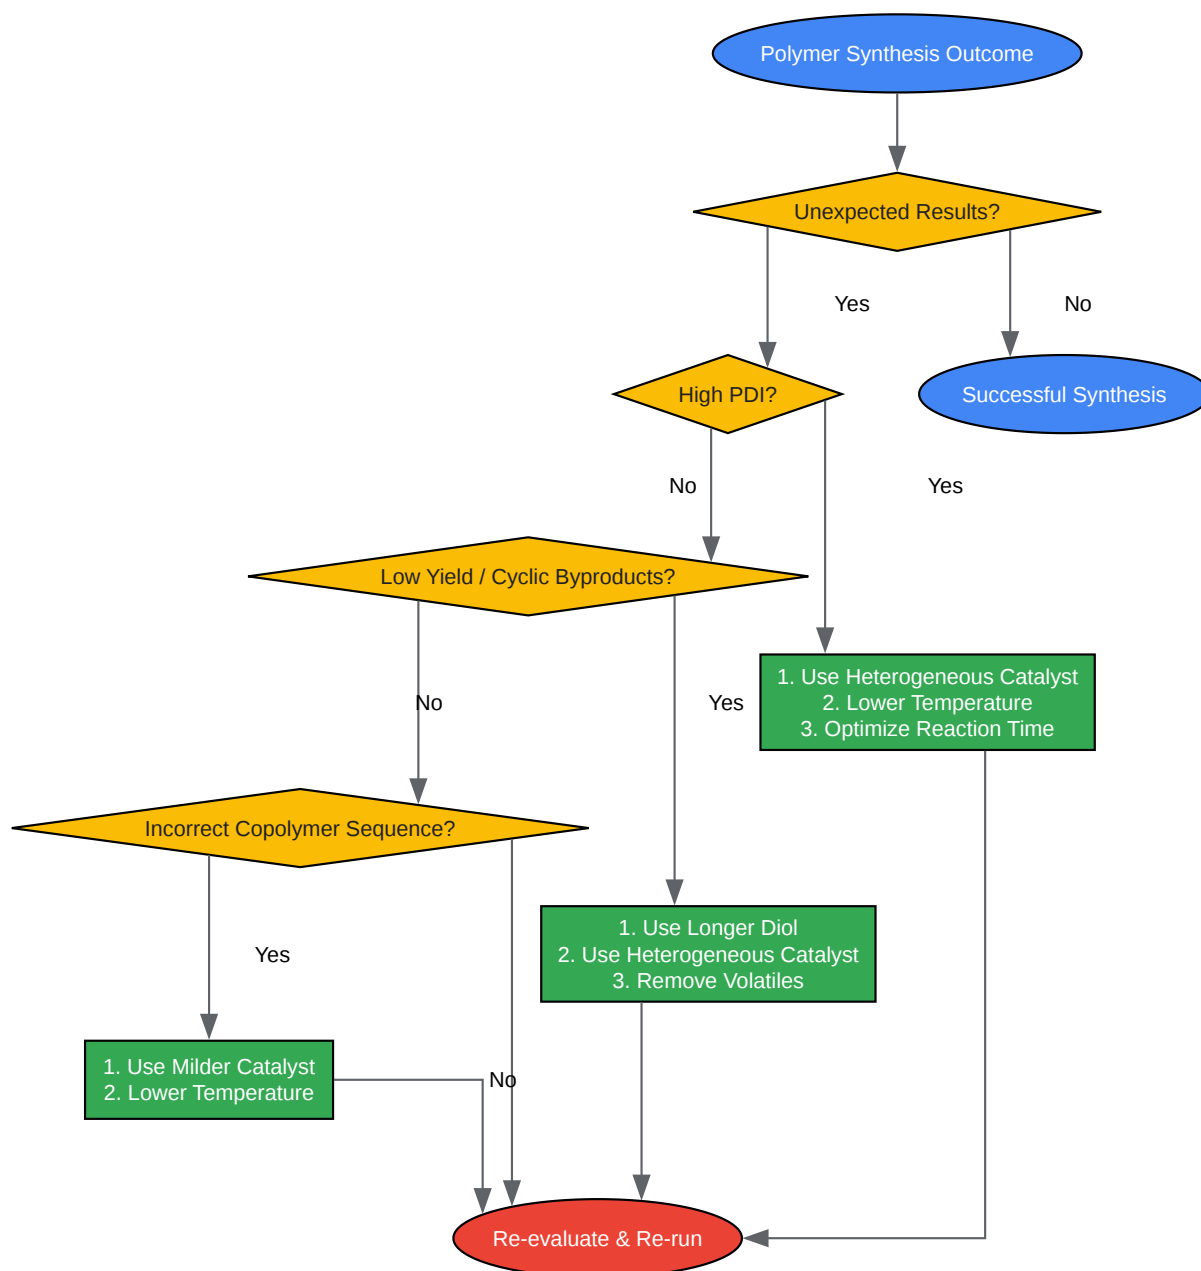 Polymer Synthesis Outcome
Unexpected Results?
Yes
No
High PDI?
Successful Synthesis
No
Yes
Low Yield / Cyclic Byproducts?
1. Use Heterogeneous Catalyst
2. Lower Temperature
3. Optimize Reaction Time
No
Yes
Incorrect Copolymer Sequence?
1. Use Longer Diol
2. Use Heterogeneous Catalyst
3. Remove Volatiles
Yes
1. Use Milder Catalyst
2. Lower Temperature
No
Re-evaluate & Re-run